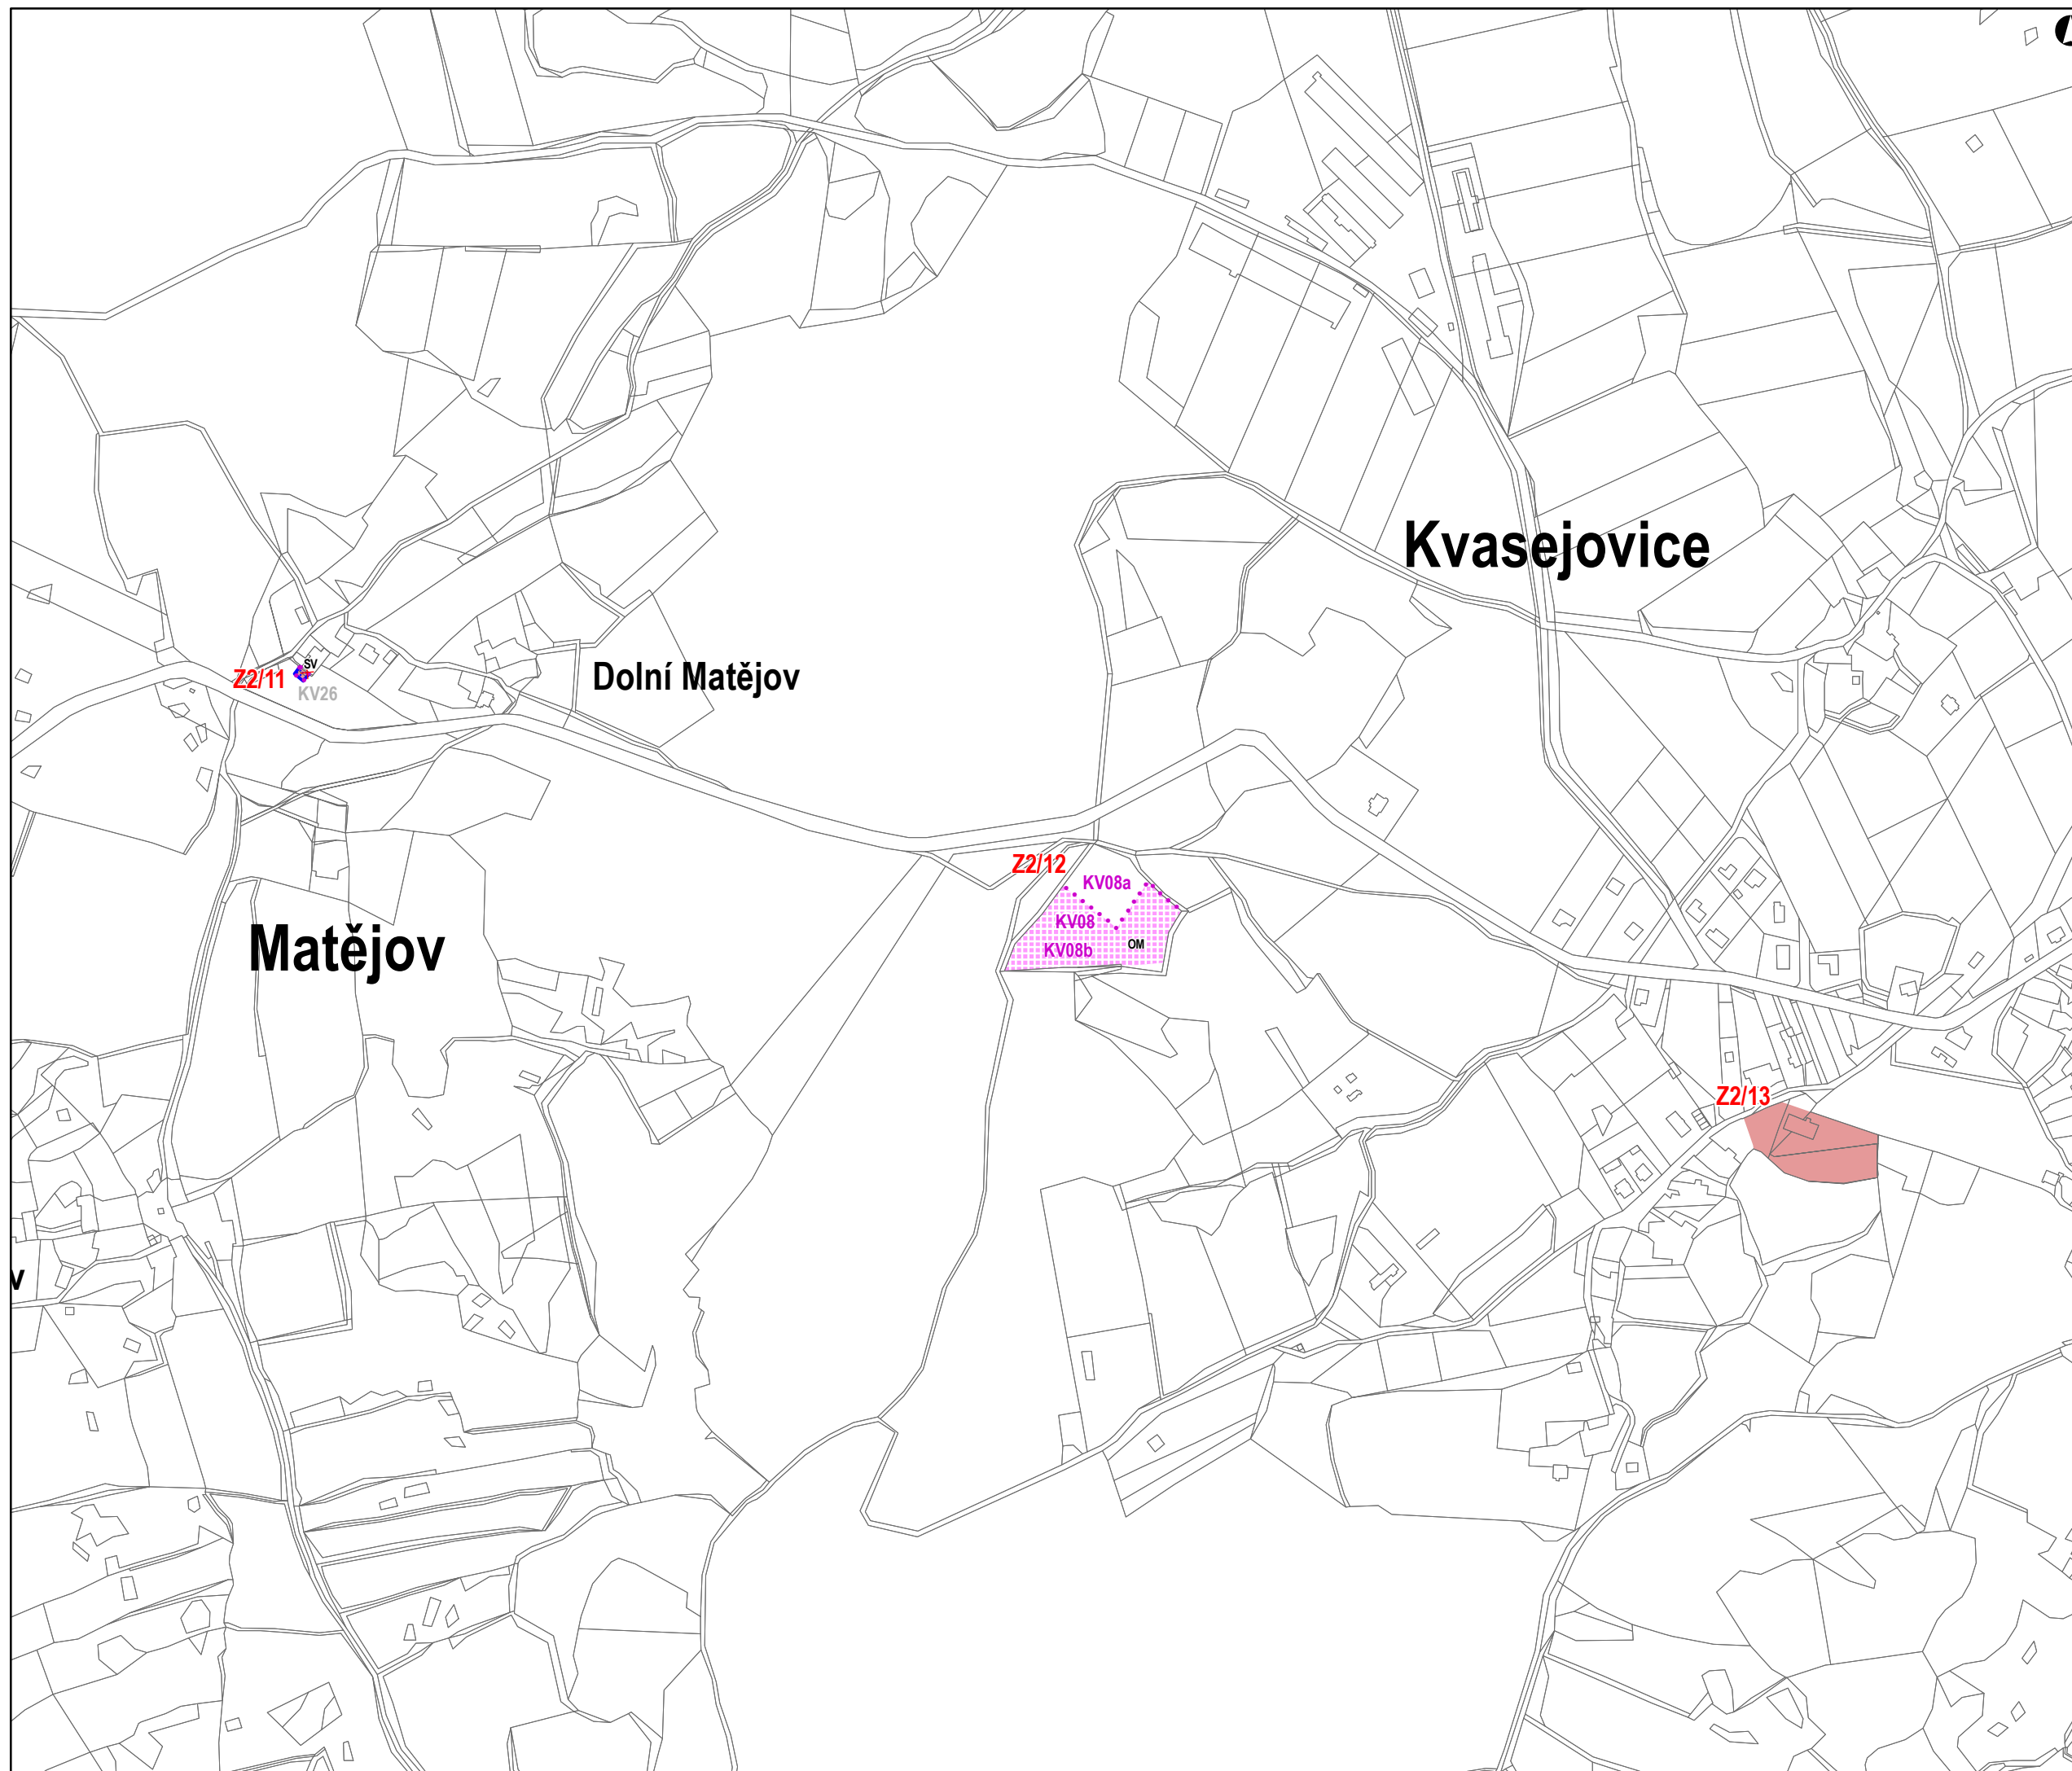 Kvasejovice
SV
Z2/11
KV26
Dolní Matějov
Z2/12
KV08a
KV08
OM
KV08b
Matějov
Z2/13
v